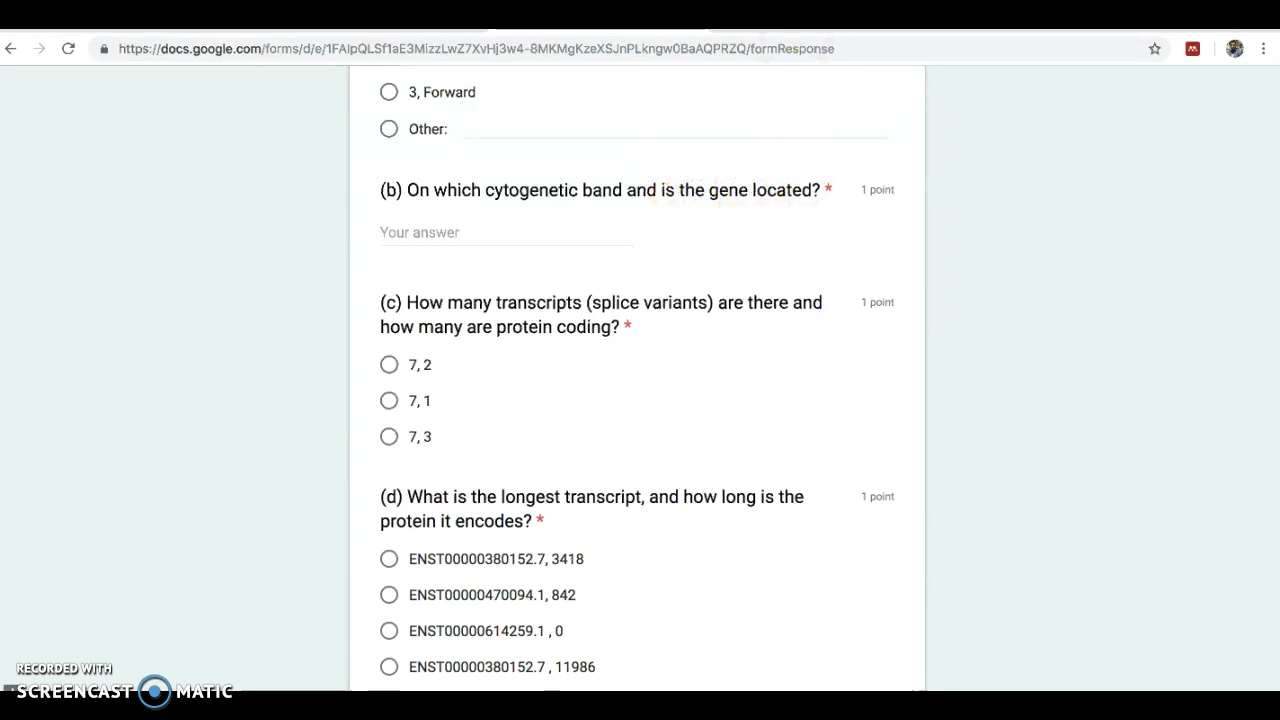 https://docs.google.com/forms/d/e/1FAIpQLSf1aE3MizzLwZ7XvHj3w4-8MKMgKzeXSJnPLkngw0BaAQPRZQ/formResponse
3, Forward
Other:
(b) On which cytogenetic band and is the gene located? * 1 point
Your answer
(c) How many transcripts (splice variants) are there and 1 point
how many are protein coding? *
7, 2
7, 1
7, 3
(d) What is the longest transcript, and how long is the 1 point
protein it encodes? *
ENST00000380152.7, 3418
ENST00000470094.1, 842
ENST00000614259.1 , 0
ENST00000380152.7 , 11986
RECORDED WITH
SCREENCAST MATIC